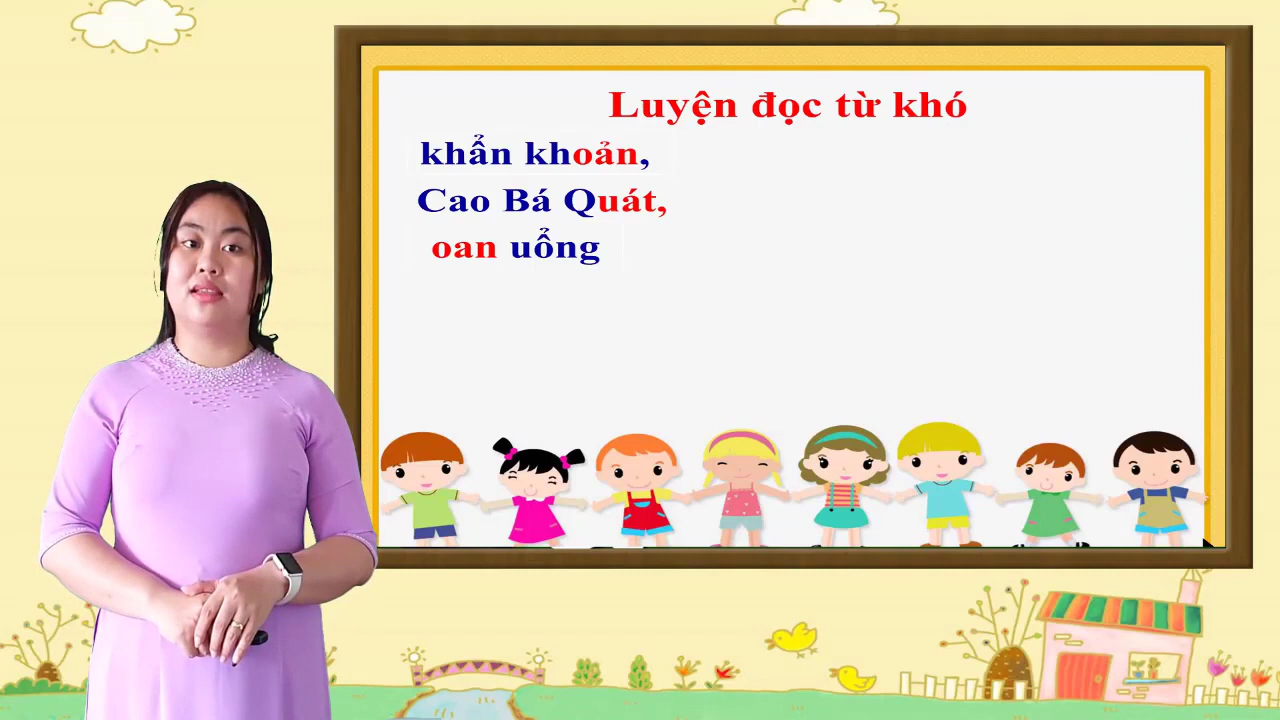 Luyện đọc từ khó
khẩn khoản,
Cao Bá Quát,
oan uổng